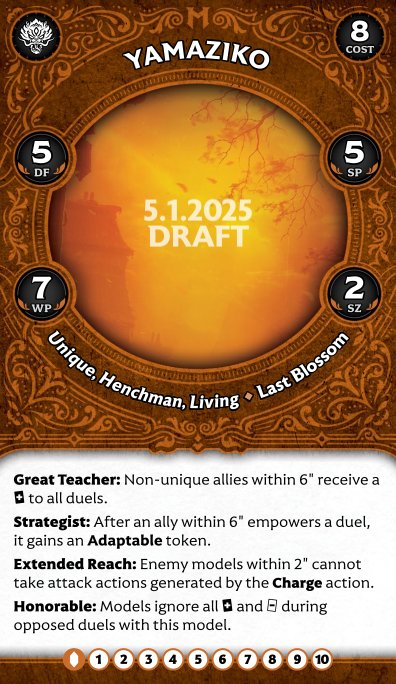 8
COST
YAMAZIKO
5
DF
5
SP
5.1.2025
DRAFT
7
WP
2
SZ
Unique, Henchman, Living ◆ Last Blossom
Great Teacher: Non-unique allies within 6" receive a
+ to all duels.
Strategist: After an ally within 6" empowers a duel,
it gains an Adaptable token.
Extended Reach: Enemy models within 2" cannot
take attack actions generated by the Charge action.
Honorable: Models ignore all + and - during
opposed duels with this model.
1 2 3 4 5 6 7 8 9 10